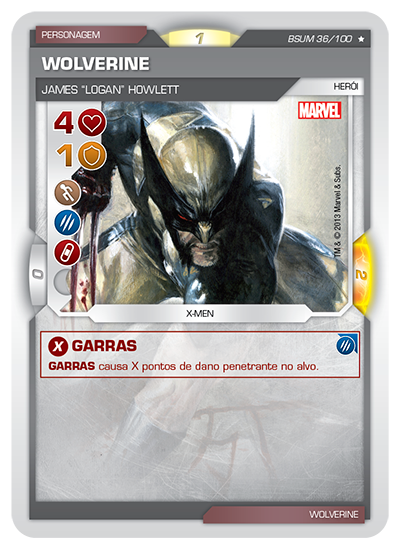 PERSONAGEM
1
BSUM 36/100 ★
WOLVERINE
JAMES "LOGAN" HOWLETT
HERÓI
4
MARVEL
1
TM & © 2013 Marvel & Subs.
0
2
X-MEN
X GARRAS
GARRAS causa X pontos de dano penetrante no alvo.
WOLVERINE